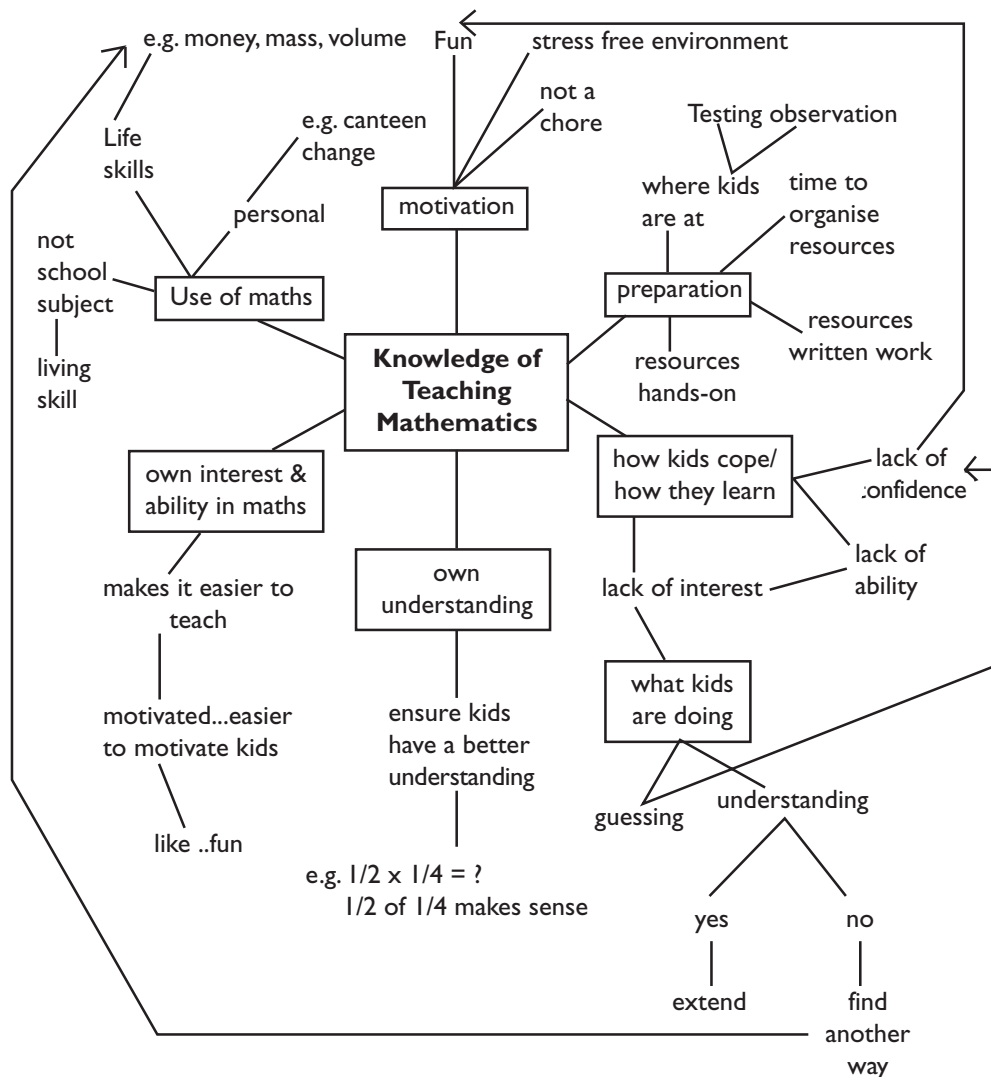 e.g. money, mass, volume
Fun
stress free environment
not a
chore
Testing observation
e.g. canteen
change
Life
skills
where kids
are at
time to
organise
resources
motivation
personal
not
school
subject
Use of maths
preparation
resources
written work
resources
hands-on
living
skill
Knowledge of
Teaching
Mathematics
own interest &
ability in maths
how kids cope/
how they learn
lack of
confidence
lack of
ability
lack of interest
own
understanding
makes it easier to
teach
what kids
are doing
motivated...easier
to motivate kids
ensure kids
have a better
understanding
guessing
understanding
like ..fun
e.g. 1/2 x 1/4 = ?
1/2 of 1/4 makes sense
yes
no
extend
find
another
way